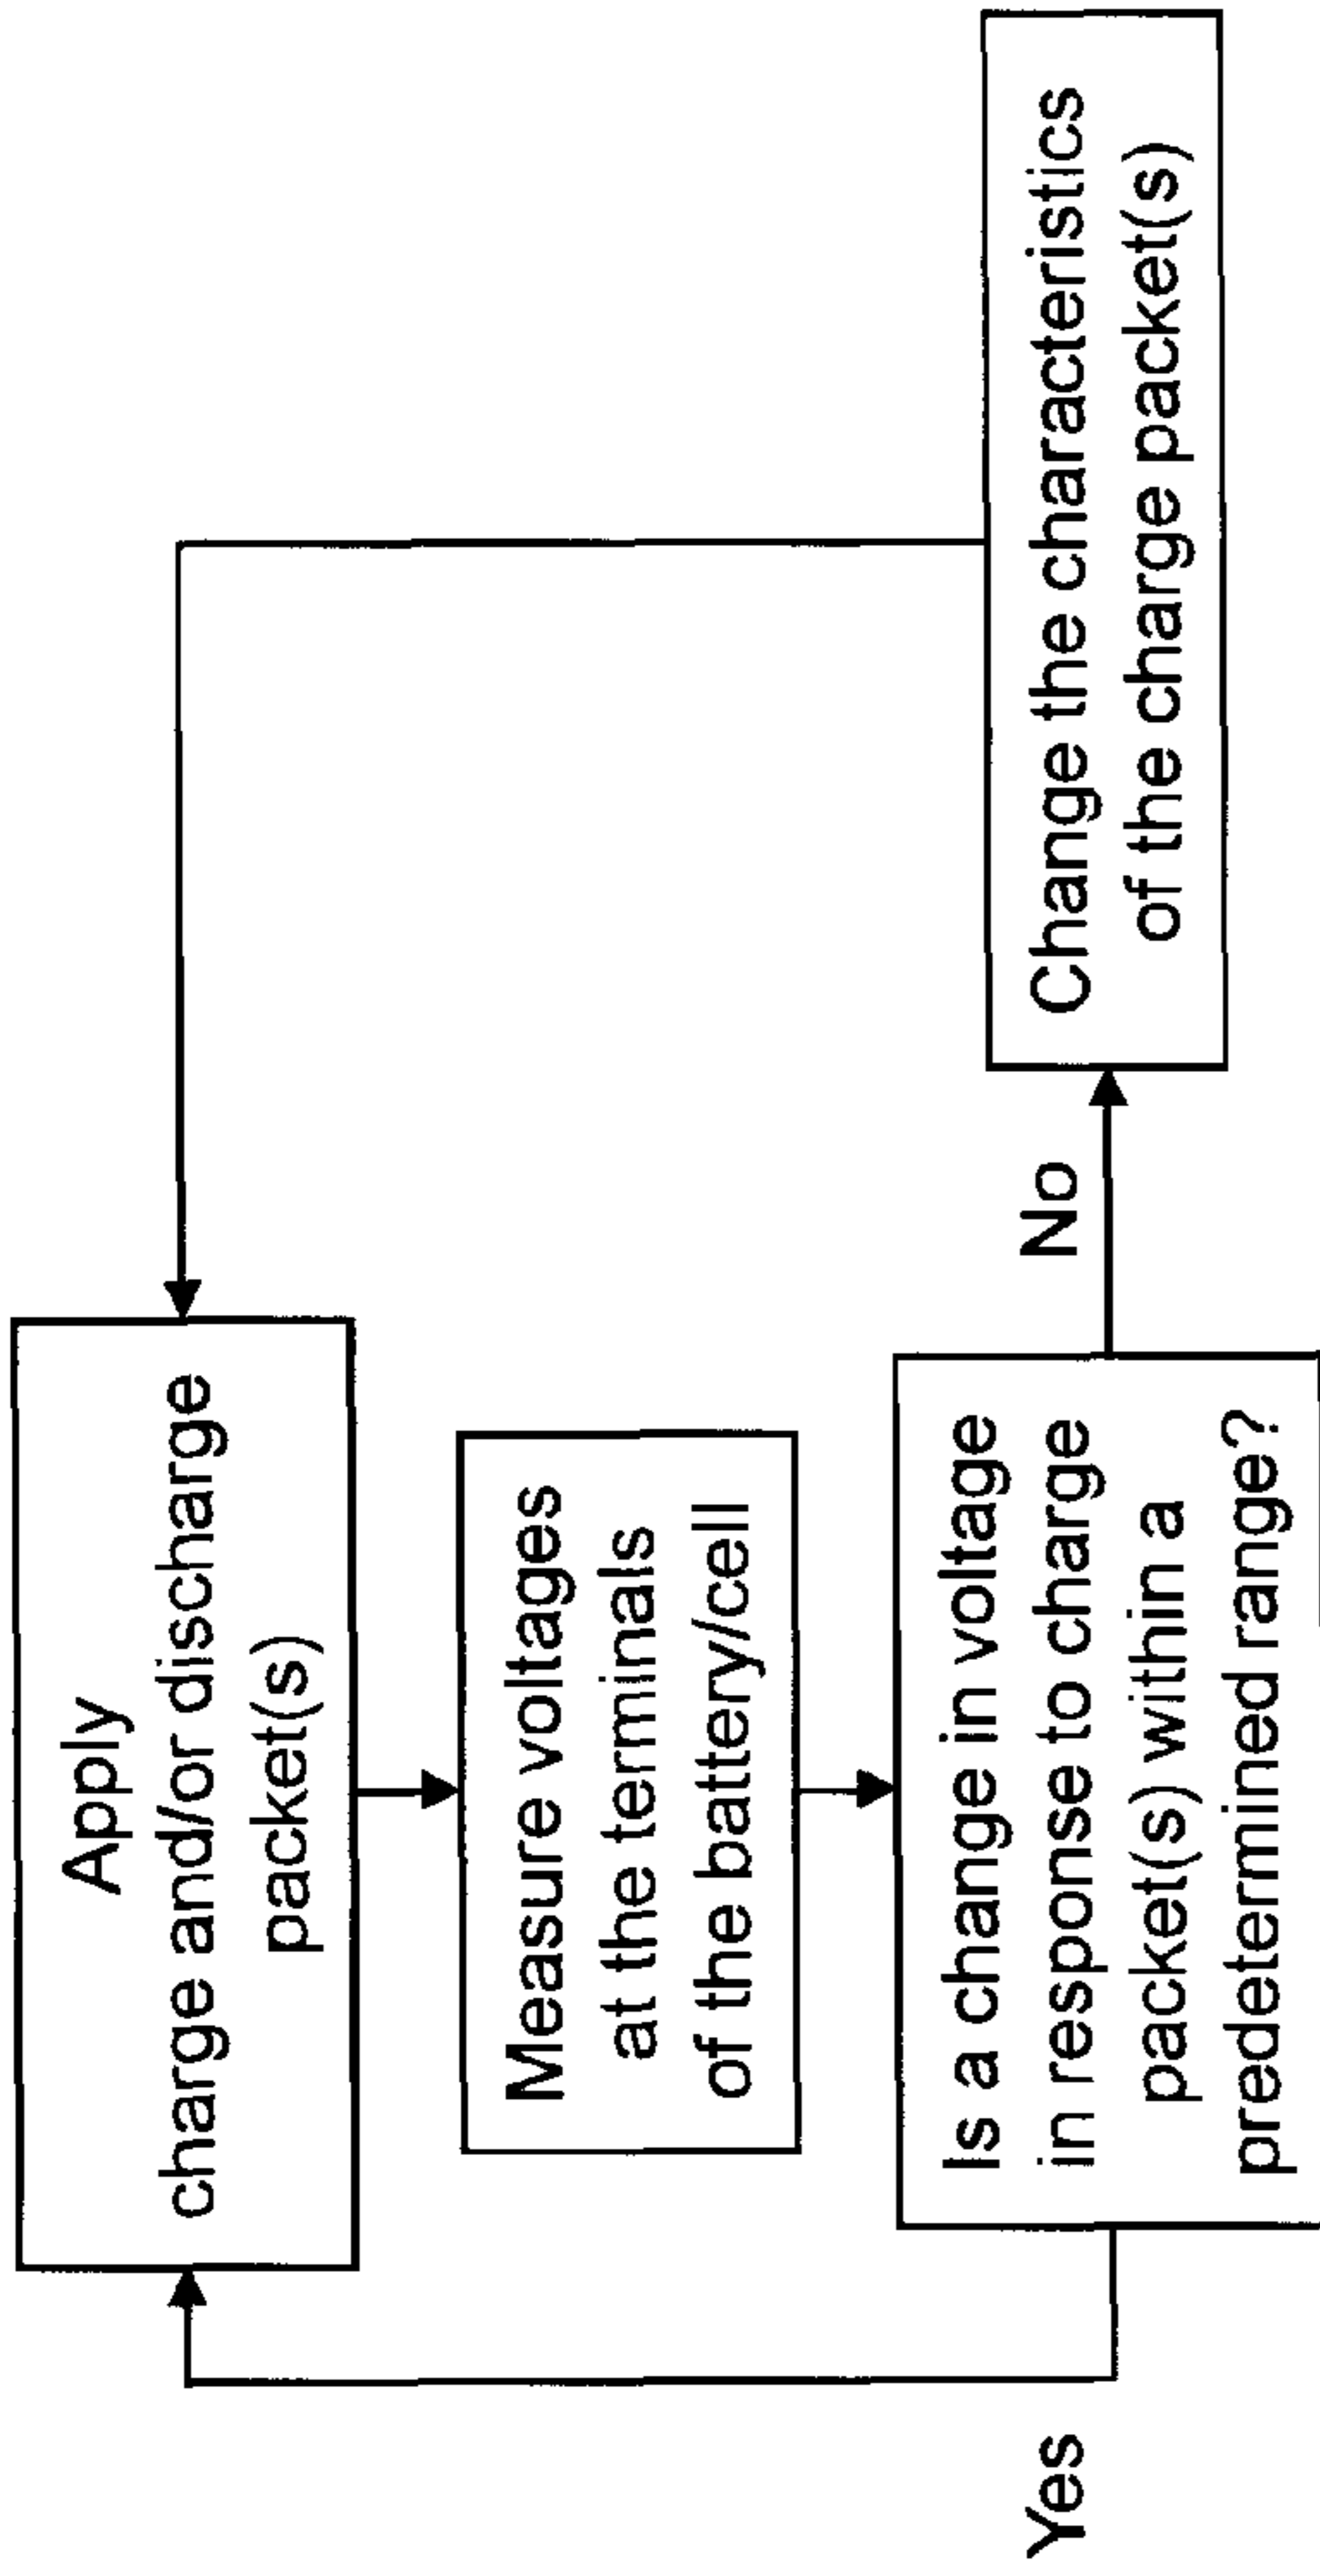 Apply
charge and/or discharge
packet(s)
Measure voltages
at the terminals
of the battery/cell
Is a change in voltage
in response to charge
packet(s) within a
predetermined range?
Yes
No
Change the characteristics
of the charge packet(s)